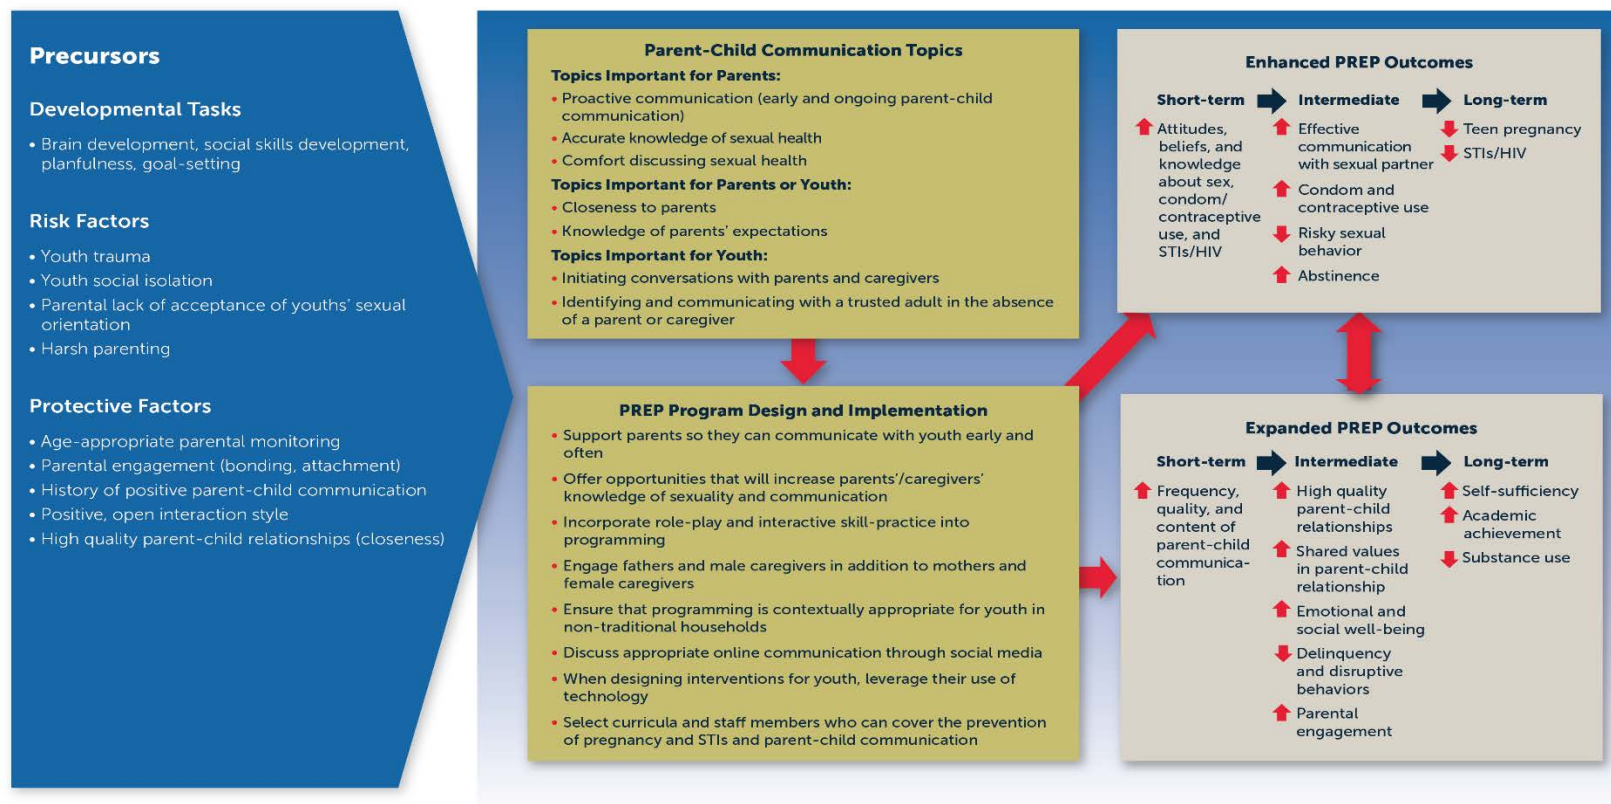 Precursors
Developmental Tasks
• Brain development, social skills development,
planfulness, goal-setting
Risk Factors
• Youth trauma
• Youth social isolation
• Parental lack of acceptance of youths' sexual
orientation
• Harsh parenting
Protective Factors
• Age-appropriate parental monitoring
• Parental engagement (bonding, attachment)
• History of positive parent-child communication
• Positive, open interaction style
• High quality parent-child relationships (closeness)
Parent-Child Communication Topics
Topics Important for Parents:
• Proactive communication (early and ongoing parent-child
communication)
• Accurate knowledge of sexual health
• Comfort discussing sexual health
Topics Important for Parents or Youth:
• Closeness to parents
• Knowledge of parents' expectations
Topics Important for Youth:
• Initiating conversations with parents and caregivers
• Identifying and communicating with a trusted adult in the absence
of a parent or caregiver
PREP Program Design and Implementation
• Support parents so they can communicate with youth early and
often
• Offer opportunities that will increase parents'/caregivers'
knowledge of sexuality and communication
• Incorporate role-play and interactive skill-practice into
programming
• Engage fathers and male caregivers in addition to mothers and
female caregivers
• Ensure that programming is contextually appropriate for youth in
non-traditional households
• Discuss appropriate online communication through social media
• When designing interventions for youth, leverage their use of
technology
• Select curricula and staff members who can cover the prevention
of pregnancy and STIs and parent-child communication
Enhanced PREP Outcomes
Short-term
Attitudes,
beliefs, and
knowledge
about sex,
condom/
contraceptive
use, and
STIs/HIV
Intermediate
Effective
communication
with sexual partner
Condom and
contraceptive use
Risky sexual
behavior
Abstinence
Long-term
Teen pregnancy
STIs/HIV
Expanded PREP Outcomes
Short-term
Frequency,
quality, and
content of
parent-child
communica-
tion
Intermediate
High quality
parent-child
relationships
Shared values
in parent-child
relationship
Emotional and
social well-being
Delinquency
and disruptive
behaviors
Parental
engagement
Long-term
Self-sufficiency
Academic
achievement
Substance use